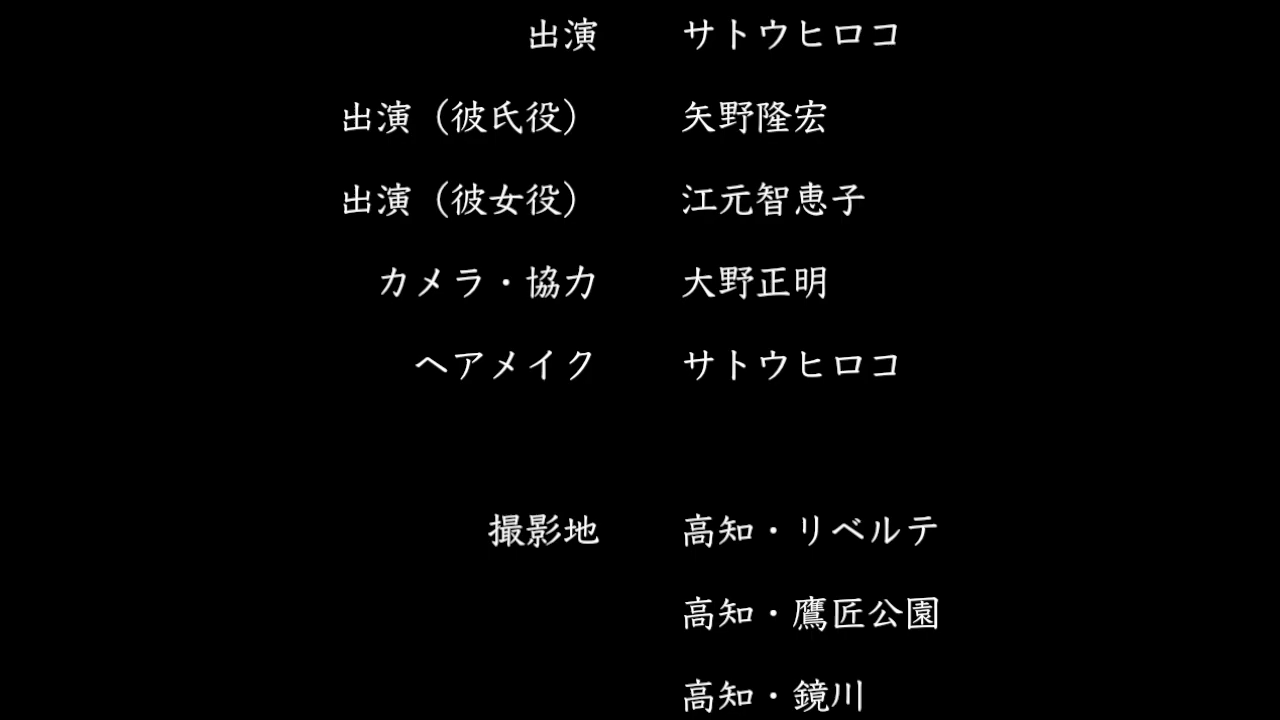 出演 サトウヒロコ
出演（彼氏役） 矢野隆宏
出演（彼女役） 江元智恵子
カメラ・協力 大野正明
ヘアメイク サトウヒロコ
撮影地 高知・リベルテ
高知・鷹匠公園
高知・鏡川